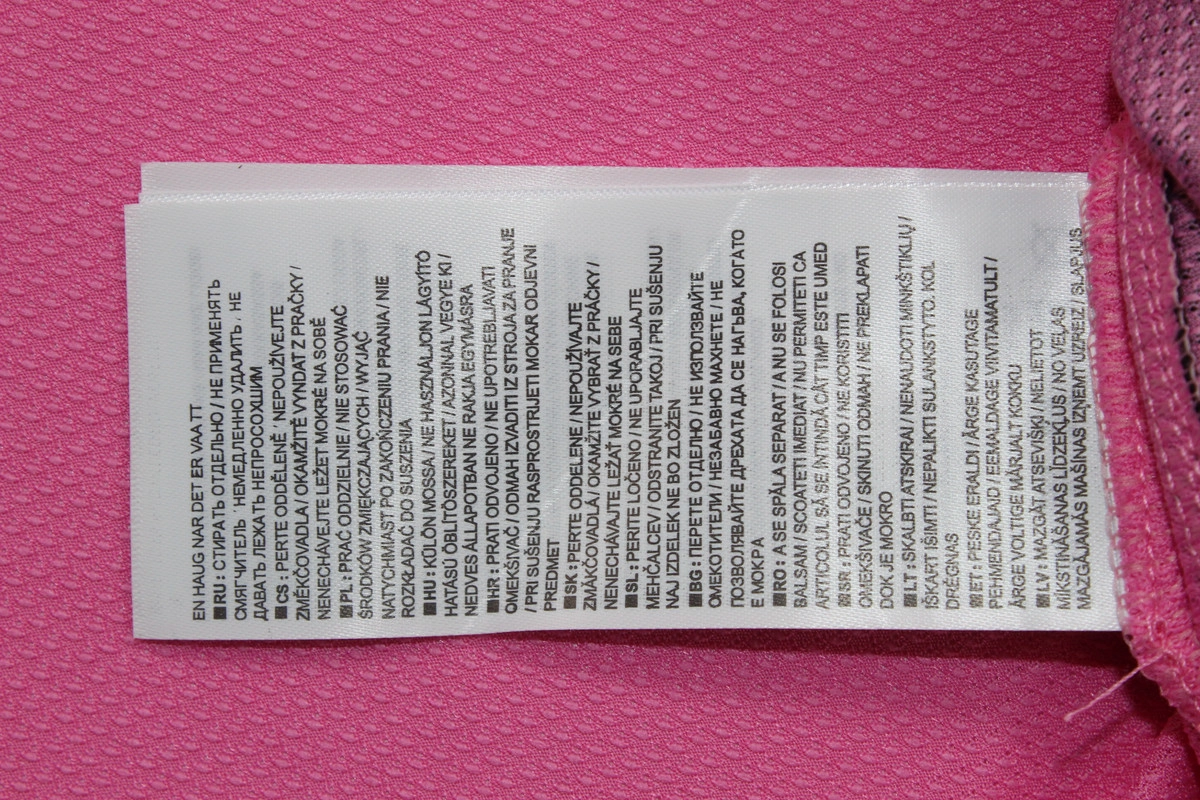 EN HAUG NAR DET ER VAATT
RU : СТИРАТЬ ОТДЕЛЬНО / НЕ ПРИМЕНЯТЬ
СМЯГЧИТЕЛЬ / НЕМЕДЛЕННО УДАЛИТЬ . НЕ
ДАВАТЬ ЛЕЖАТЬ НЕПРОСОХШИМ
CS : PERTE ODDĚLENĚ / NEPOUŽÍVEJTE
ZMĚKČOVADLA / OKAMŽITĚ VYNDAT Z PRAČKY /
NENECHÁVEJTE LEŽET MOKRÉ NA SOBĚ
PL : PRAĆ ODDZIELNIE / NIE STOSOWAĆ
ŚRODKÓW ZMIĘKCZAJĄCYCH / WYJĄĆ
NATYCHMIAST PO ZAKOŃCZENIU PRANIA / NIE
ROZKŁADAĆ DO SUSZENIA
HU : KÜLÖN MOSSA / NE HASZNÁLJON LÁGYÍTÓ
HATÁSÚ ÖBLÍTŐSZEREKET / AZONNAL VEGYE KI /
NEDVES ÁLLAPOTBAN NE RAKJA EGYMÁSRA
HR : PRATI ODVOJENO / NE UPOTREBLJAVATI
OMEKŠIVAČ / ODMAH IZVADITI IZ STROJA ZA PRANJE
/ PRI SUŠENJU RASPROSTRIJETI MOKAR ODJEVNI
PREDMET
SK : PERTE ODDELENE / NEPOUŽÍVAJTE
ZMÄKČOVADLÁ / OKAMŽITE VYBRAŤ Z PRÁČKY /
NENECHÁVAJTE LEŽAŤ MOKRÉ NA SEBE
SL : PERITE LOČENO / NE UPORABLJAJTE
MEHČALCEV / ODSTRANITE TAKOJ / PRI SUŠENJU
NAJ IZDELEK NE BO ZLOŽEN
BG : ПЕРЕТЕ ОТДЕЛНО / НЕ ИЗПОЛЗВАЙТЕ
ОМЕКОТИТЕЛИ / НЕЗАБАВНО МАХНЕТЕ / НЕ
ПОЗВОЛЯВАЙТЕ ДРЕХАТА ДА СЕ НАГЪВА, КОГАТО
Е МОКРА
RO : A SE SPĂLA SEPARAT / A NU SE FOLOSI
BALSAM / SCOATETI IMEDIAT / NU PERMITETI CA
ARTICOLUL SĂ SE ÎNTINDĂ CÂT TIMP ESTE UMED
SR : PRATI ODVOJENO / NE KORISTITI
OMEKŠIVAČE / SKINUTI ODMAH / NE PREKLAPATI
DOK JE MOKRO
LT : SKALBTI ATSKIRAI / NENAUDOTI MINKŠTIKLIŲ /
IŠKART IŠIMTI / NEPALIKTI SULANKSTYTO, KOL
DRĖGNAS
ET : PESKE ERALDI / ÄRGE KASUTAGE
PEHMENDAJAID / EEMALDAGE VIIVITAMATULT /
ÄRGE VOLTIGE MÄRJALT KOKKU
LV : MAZGĀT ATSEVIŠĶI / NELIETOT
MĪKSTINĀŠANAS LĪDZEKĻUS / NO VEĻAS
MAZGĀJAMĀS MAŠĪNAS IZŅEMT UZREIZ / SLAPJUS